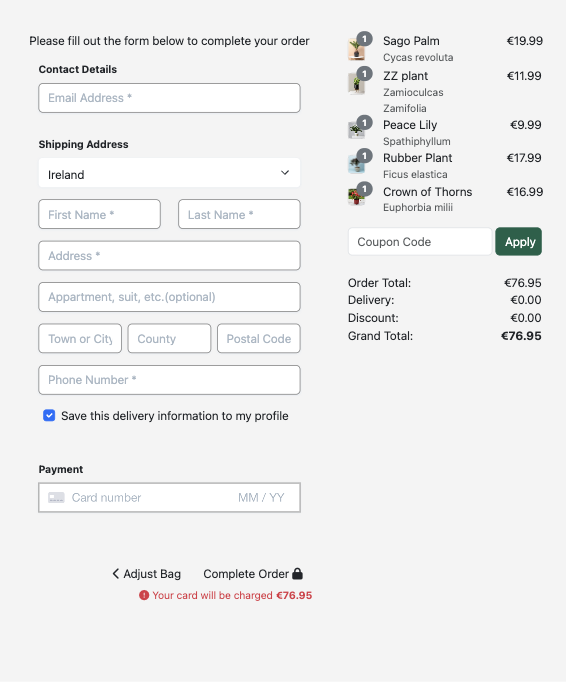 Please fill out the form below to complete your order
Contact Details
Email Address *
Shipping Address
Ireland
First Name * Last Name *
Address *
Appartment, suit, etc.(optional)
Town or City County Postal Code
Phone Number *
Save this delivery information to my profile
Payment
Card number MM / YY
Adjust Bag Complete Order
Your card will be charged €76.95
1 Sago Palm €19.99
Cycas revoluta
1 ZZ plant €11.99
Zamioculcas
Zamifolia
1 Peace Lily €9.99
Spathiphyllum
1 Rubber Plant €17.99
Ficus elastica
1 Crown of Thorns €16.99
Euphorbia milii
Coupon Code Apply
Order Total: €76.95
Delivery: €0.00
Discount: €0.00
Grand Total: €76.95